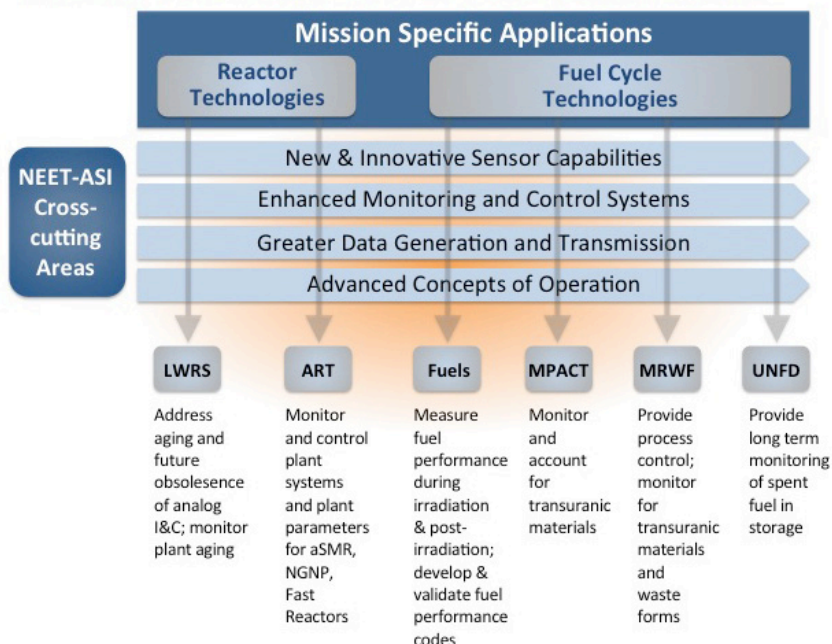 Mission Specific Applications
Reactor
Technologies
Fuel Cycle
Technologies
NEET-ASI
Cross-
cutting
Areas
New & Innovative Sensor Capabilities
Enhanced Monitoring and Control Systems
Greater Data Generation and Transmission
Advanced Concepts of Operation
LWRS
Address
aging and
future
obsolesence
of analog
I&C; monitor
plant aging
ART
Monitor
and control
plant
systems
and plant
parameters
for aSMR,
NGNP,
Fast
Reactors
Fuels
Measure
fuel
performance
during
irradiation
& post-
irradiation;
develop &
validate fuel
performance
codes
MPACT
Monitor
and
account
for
transuranic
materials
MRWF
Provide
process
control;
monitor
for
transuranic
materials
and
waste
forms
UNFD
Provide
long term
monitoring
of spent
fuel in
storage